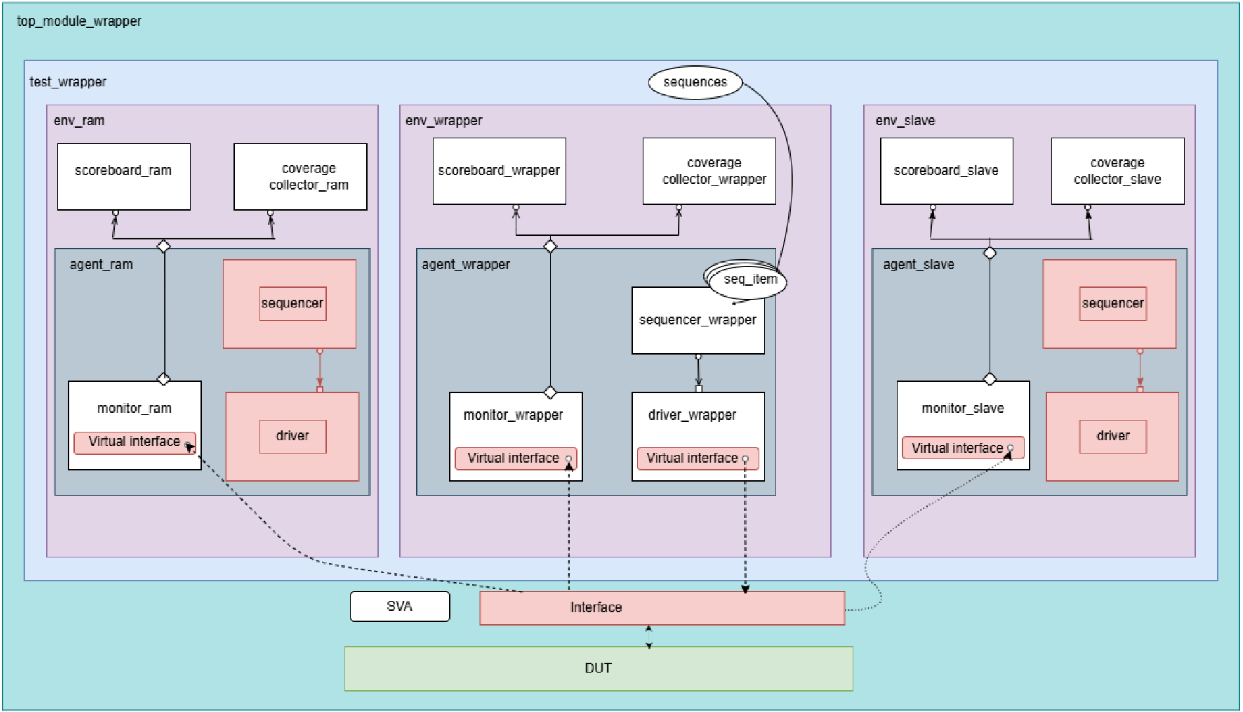 top_module_wrapper
test_wrapper
sequences
env_ram
scoreboard_ram
coverage
collector_ram
agent_ram
sequencer
monitor_ram
Virtual interface
driver
env_wrapper
scoreboard_wrapper
coverage
collector_wrapper
agent_wrapper
seq_item
sequencer_wrapper
monitor_wrapper
Virtual interface
driver_wrapper
Virtual interface
env_slave
scoreboard_slave
coverage
collector_slave
agent_slave
sequencer
monitor_slave
Virtual interface
driver
SVA
Interface
DUT